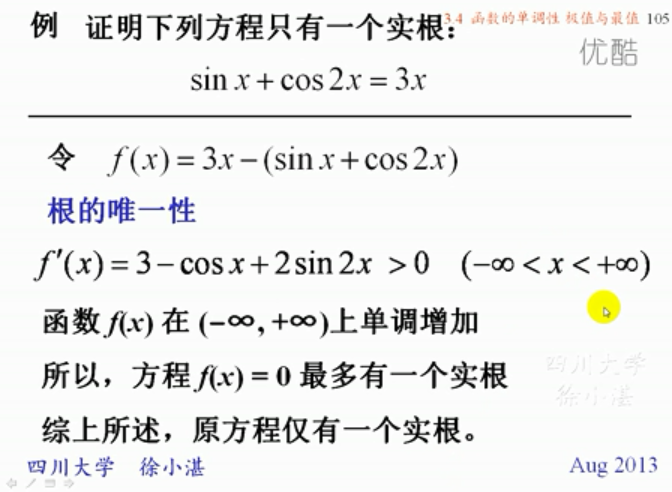 3.4 函数的单调性 极值与最值 105
例 证明下列方程只有一个实根：
优酷
sin x + cos 2x = 3x
令 f(x) = 3x − (sin x + cos 2x)
根的唯一性
f′(x) = 3 − cos x + 2 sin 2x > 0 (−∞ < x < +∞)
函数 f(x) 在 (−∞, +∞)上单调增加
所以，方程 f(x) = 0 最多有一个实根
四川大学
徐小湛
综上所述，原方程仅有一个实根。
四川大学 徐小湛 Aug 2013